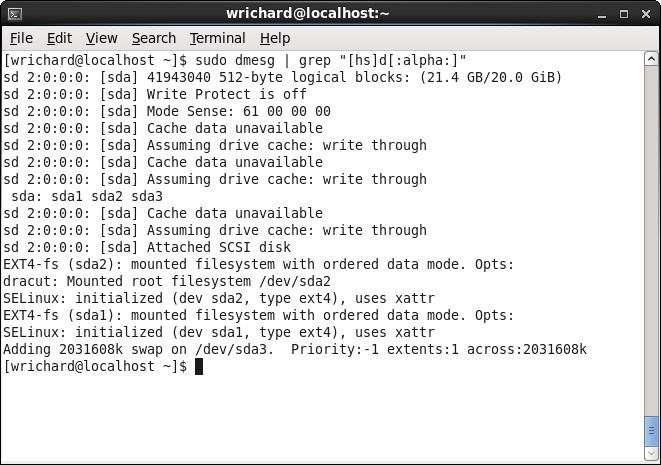 wrichard@localhost:~
File Edit View Search Terminal Help
[wrichard@localhost ~]$ sudo dmesg | grep "[hs]d[:alpha:]"
sd 2:0:0:0: [sda] 41943040 512-byte logical blocks: (21.4 GB/20.0 GiB)
sd 2:0:0:0: [sda] Write Protect is off
sd 2:0:0:0: [sda] Mode Sense: 61 00 00 00
sd 2:0:0:0: [sda] Cache data unavailable
sd 2:0:0:0: [sda] Assuming drive cache: write through
sd 2:0:0:0: [sda] Cache data unavailable
sd 2:0:0:0: [sda] Assuming drive cache: write through
 sda: sda1 sda2 sda3
sd 2:0:0:0: [sda] Cache data unavailable
sd 2:0:0:0: [sda] Assuming drive cache: write through
sd 2:0:0:0: [sda] Attached SCSI disk
EXT4-fs (sda2): mounted filesystem with ordered data mode. Opts:
dracut: Mounted root filesystem /dev/sda2
SELinux: initialized (dev sda2, type ext4), uses xattr
EXT4-fs (sda1): mounted filesystem with ordered data mode. Opts:
SELinux: initialized (dev sda1, type ext4), uses xattr
Adding 2031608k swap on /dev/sda3.  Priority:-1 extents:1 across:2031608k
[wrichard@localhost ~]$